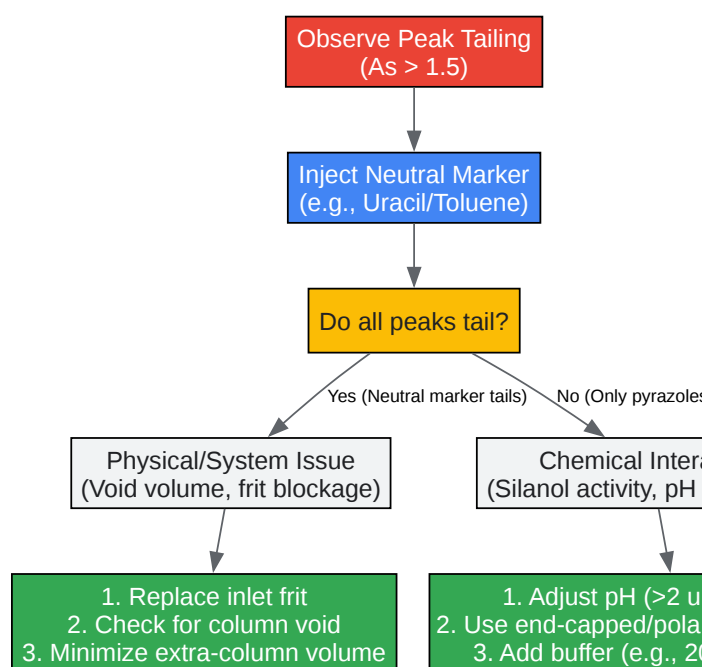 Observe Peak Tailing
(As > 1.5)
Inject Neutral Marker
(e.g., Uracil/Toluene)
Do all peaks tail?
Yes (Neutral marker tails)
No (Only pyrazoles
Physical/System Issue
(Void volume, frit blockage)
Chemical
(Silanol activity, pH
1. Replace inlet frit
2. Check for column void
3. Minimize extra-column volume
1. Adjust pH (>2
2. Use end-capped/pola
3. Add buffer (e.g., 20